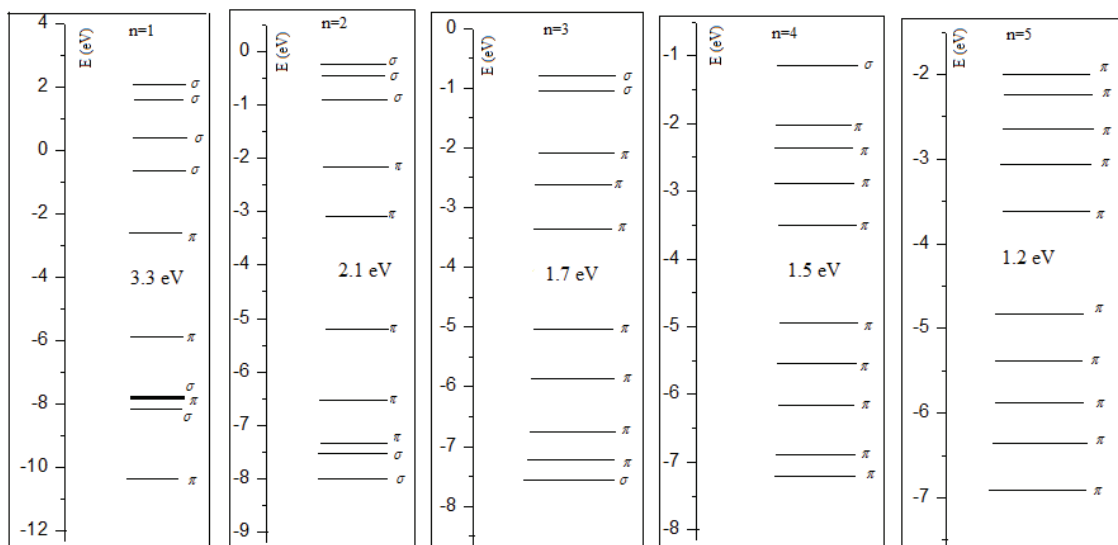 n=1
E (eV)
4
2
0
-2
-4
-6
-8
-10
-12
σ
σ
σ
σ
π
3.3 eV
π
σ
π
σ
π
n=2
E (eV)
0
-1
-2
-3
-4
-5
-6
-7
-8
-9
σ
σ
σ
π
π
2.1 eV
π
π
π
σ
σ
n=3
E (eV)
0
-1
-2
-3
-4
-5
-6
-7
-8
σ
σ
π
π
π
1.7 eV
π
π
π
π
σ
n=4
E (eV)
-1
-2
-3
-4
-5
-6
-7
-8
σ
π
π
π
π
1.5 eV
π
π
π
π
π
n=5
E (eV)
-2
-3
-4
-5
-6
-7
π
π
π
π
π
1.2 eV
π
π
π
π
π